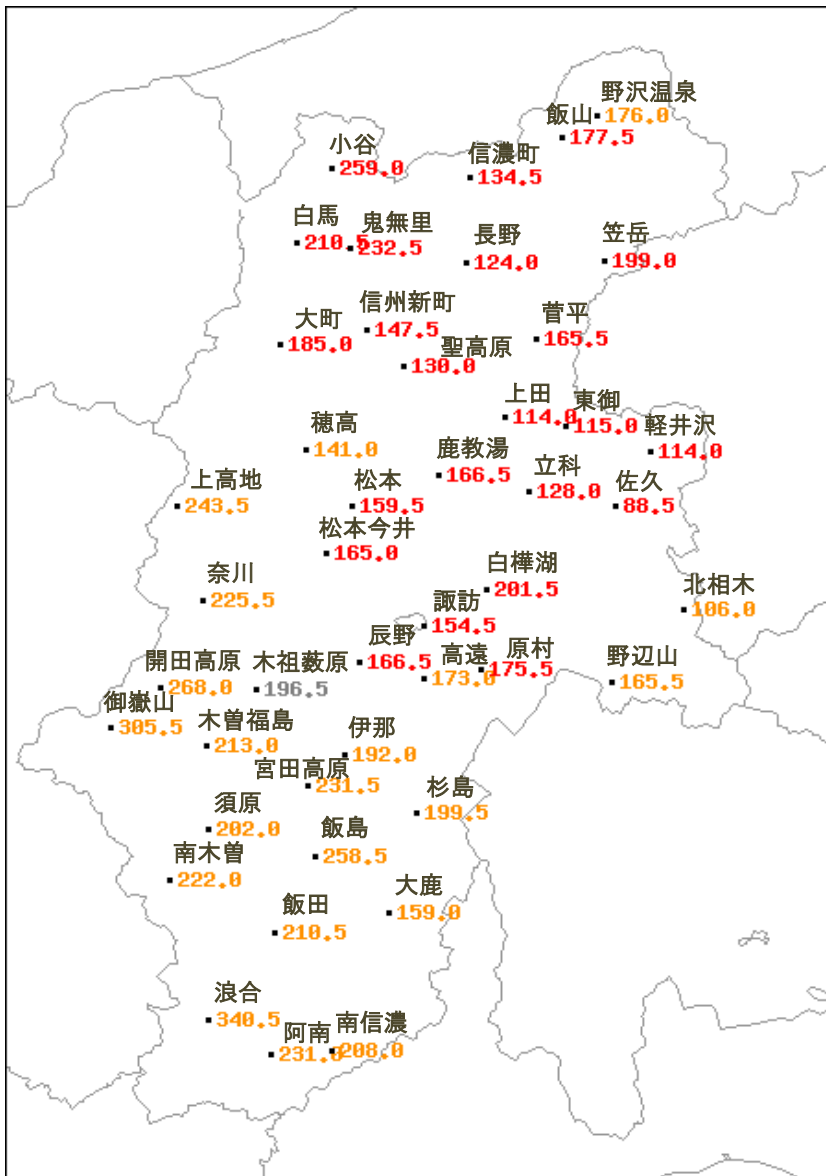 野沢温泉
176.0
飯山
177.5
小谷
259.0
信濃町
134.5
白馬
210.5
鬼無里
232.5
長野
124.0
笠岳
199.0
信州新町
147.5
大町
185.0
聖高原
130.0
菅平
165.5
上田
114.0
東御
115.0
軽井沢
114.0
穂高
141.0
鹿教湯
166.5
立科
128.0
佐久
88.5
上高地
243.5
松本
159.5
松本今井
165.0
白樺湖
201.5
奈川
225.5
諏訪
154.5
北相木
106.0
辰野
166.5
高遠
173.0
原村
175.5
野辺山
165.5
開田高原
268.0
木祖薮原
196.5
御嶽山
305.5
木曽福島
213.0
伊那
192.0
宮田高原
231.5
杉島
199.5
須原
202.0
飯島
258.5
南木曽
222.0
大鹿
159.0
飯田
210.5
浪合
340.5
阿南
231.0
南信濃
208.0